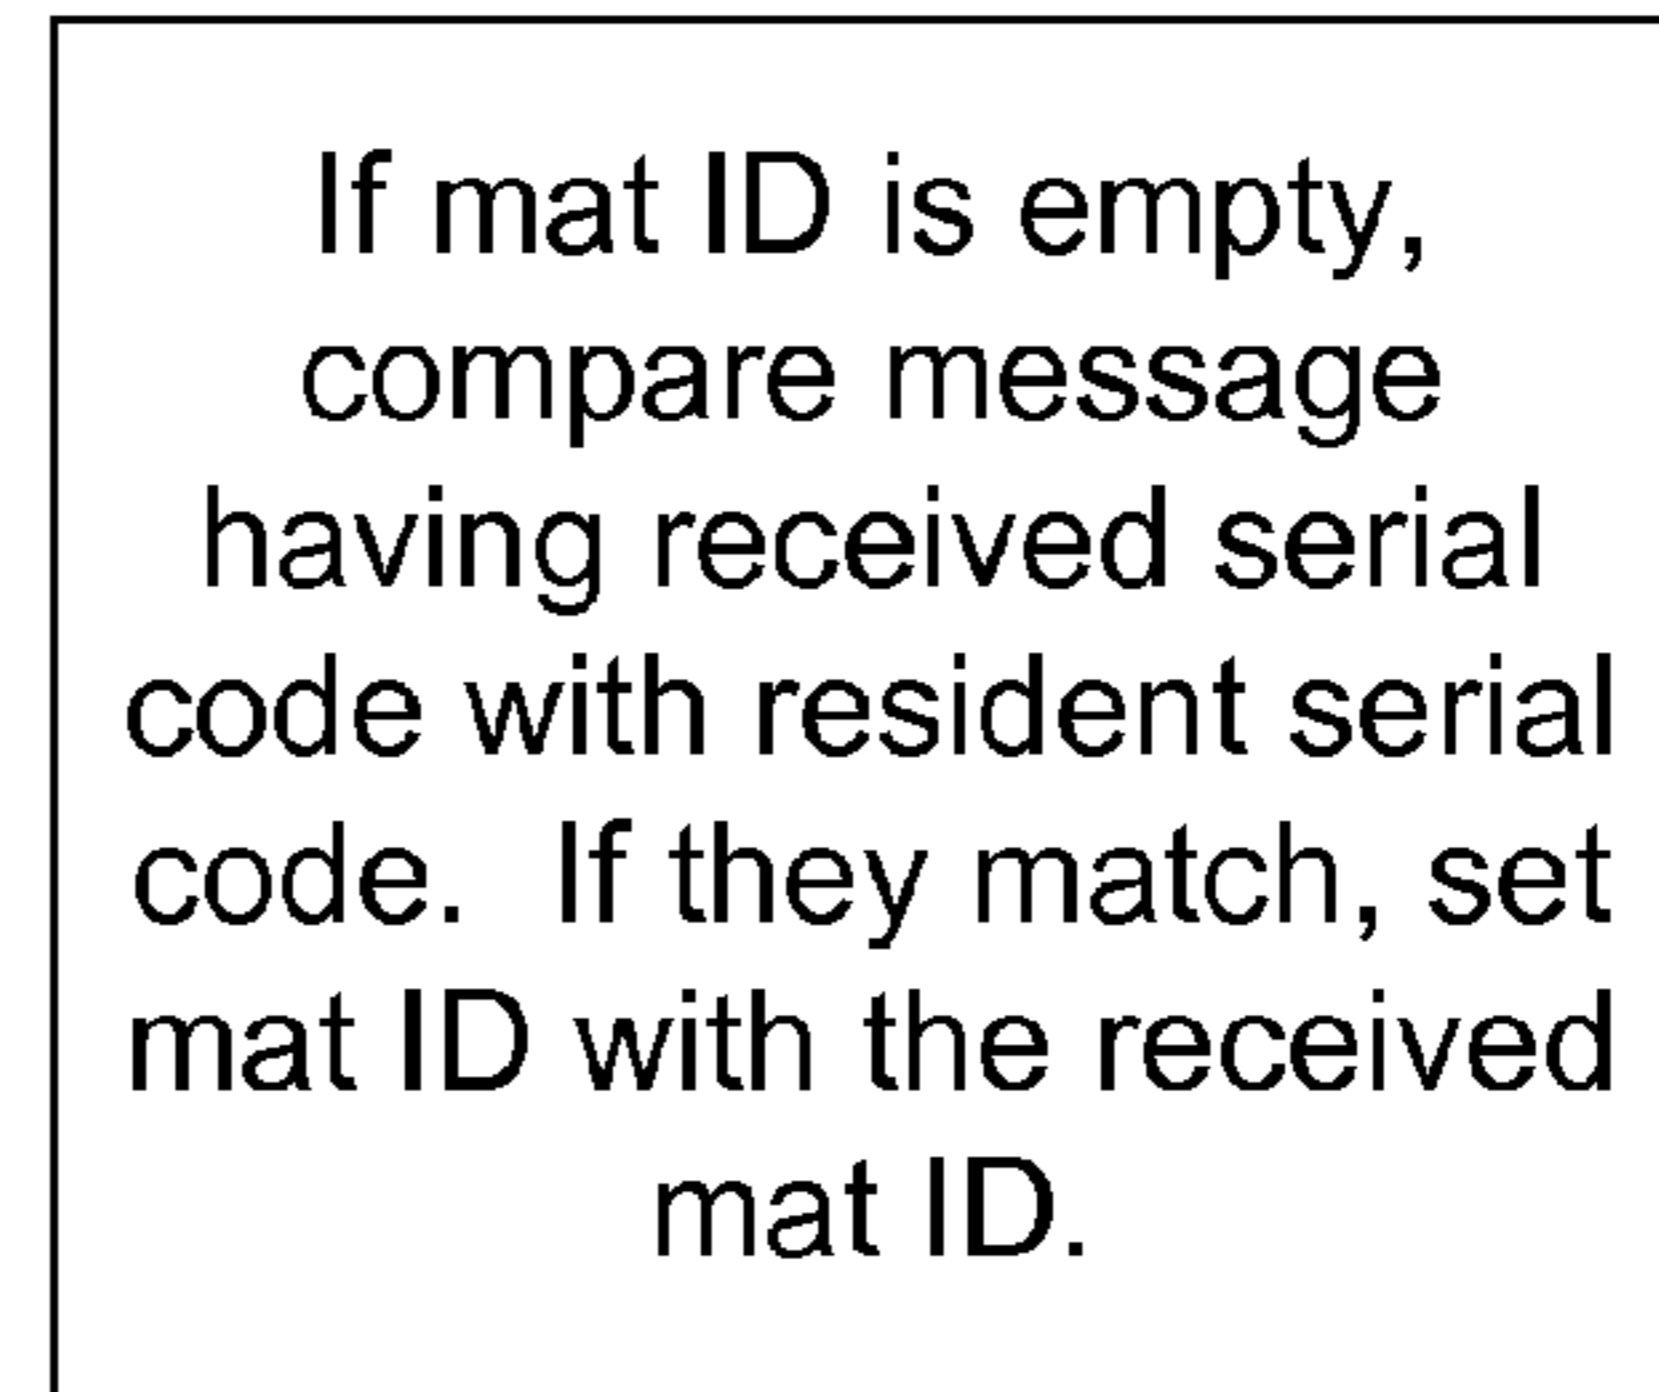 If mat ID is empty,
compare message
having received serial
code with resident serial
code.  If they match, set
mat ID with the received
mat ID.